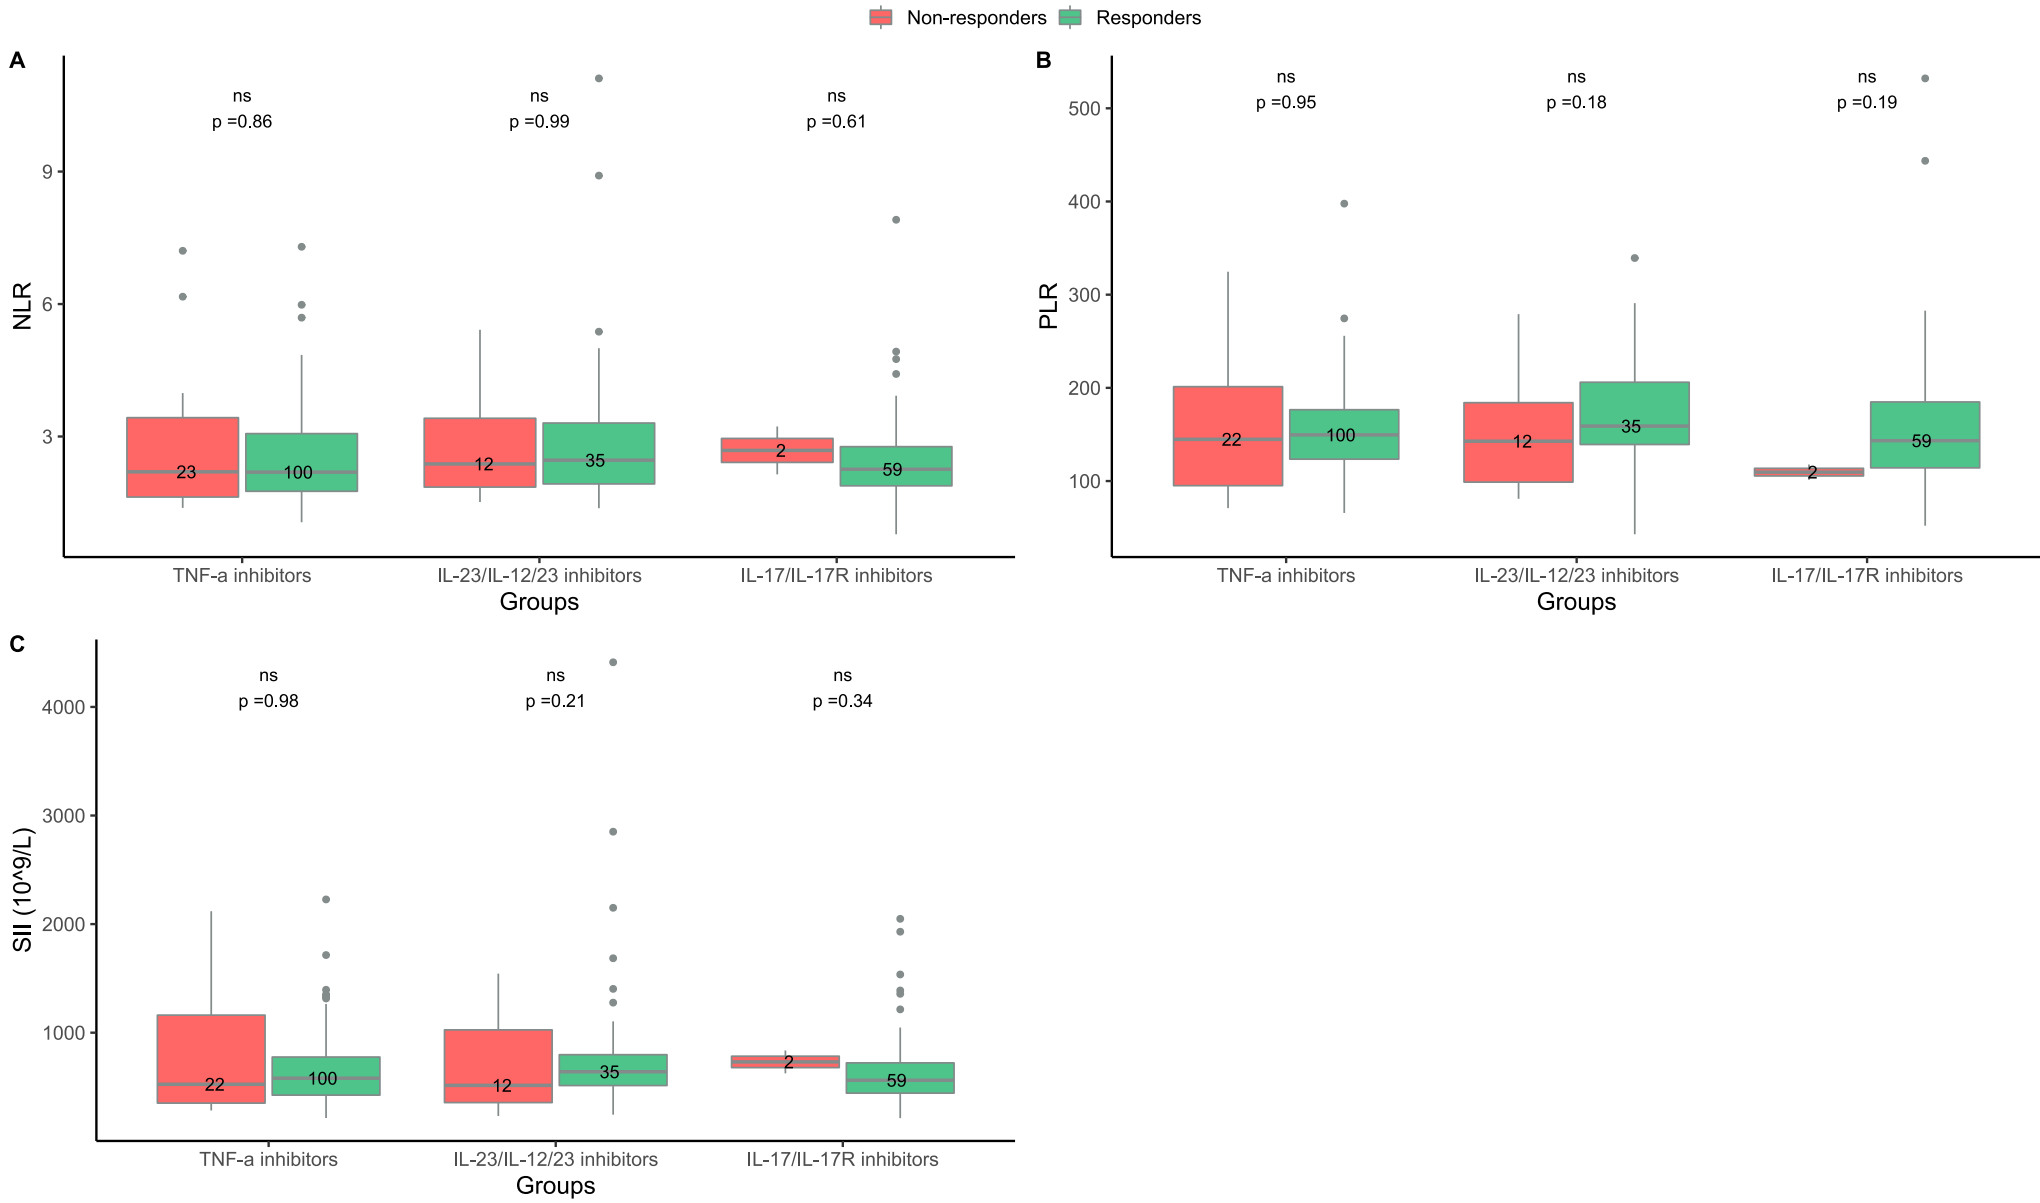 Non-responders Responders
A
ns ns ns
p =0.86 p =0.99 p =0.61
9
6
3
NLR
23 100 12 35 2 59
TNF-a inhibitors IL-23/IL-12/23 inhibitors IL-17/IL-17R inhibitors
Groups
B
ns ns ns
p =0.95 p =0.18 p =0.19
500
400
300
200
100
PLR
22 100 12 35 2 59
TNF-a inhibitors IL-23/IL-12/23 inhibitors IL-17/IL-17R inhibitors
Groups
C
ns ns ns
p =0.98 p =0.21 p =0.34
4000
3000
2000
1000
SII (10^9/L)
22 100 12 35 2 59
TNF-a inhibitors IL-23/IL-12/23 inhibitors IL-17/IL-17R inhibitors
Groups